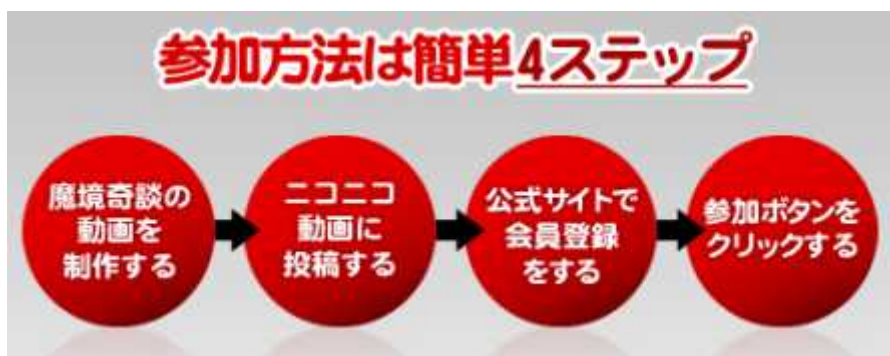 参加方法は簡単4ステップ
魔境奇談の
動画を
制作する
ニコニコ
動画に
投稿する
公式サイトで
会員登録
をする
参加ボタンを
クリックする